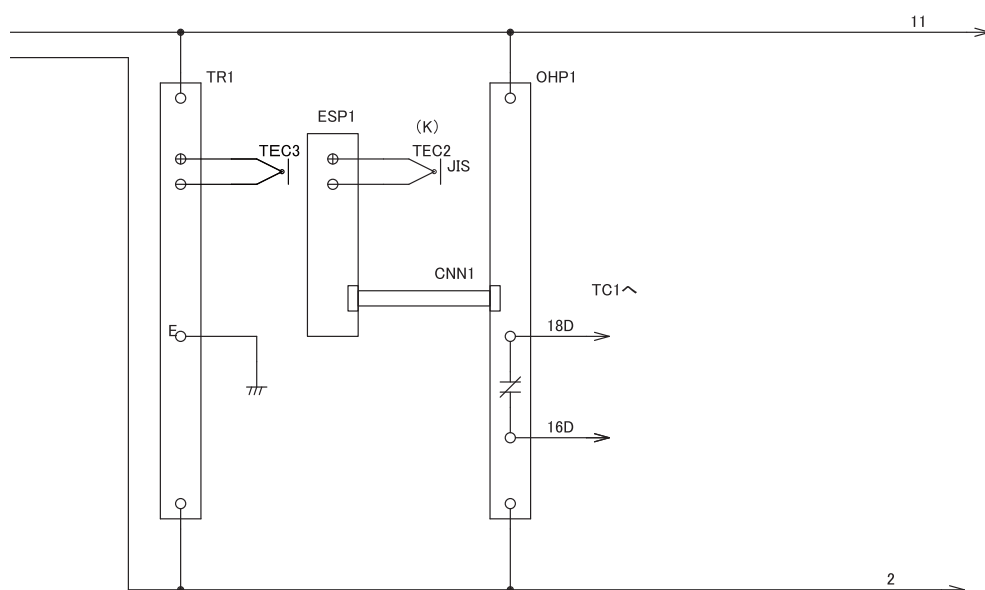 11
TR1
OHP1
ESP1
(K)
TEC3
TEC2
JIS
CNN1
TC1へ
E
18D
16D
2